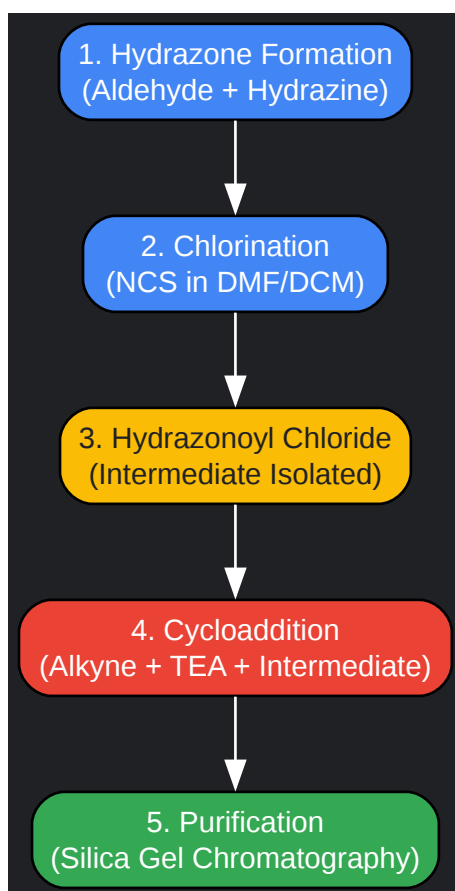 1. Hydrazone Formation
(Aldehyde + Hydrazine)
2. Chlorination
(NCS in DMF/DCM)
3. Hydrazonoyl Chloride
(Intermediate Isolated)
4. Cycloaddition
(Alkyne + TEA + Intermediate)
5. Purification
(Silica Gel Chromatography)